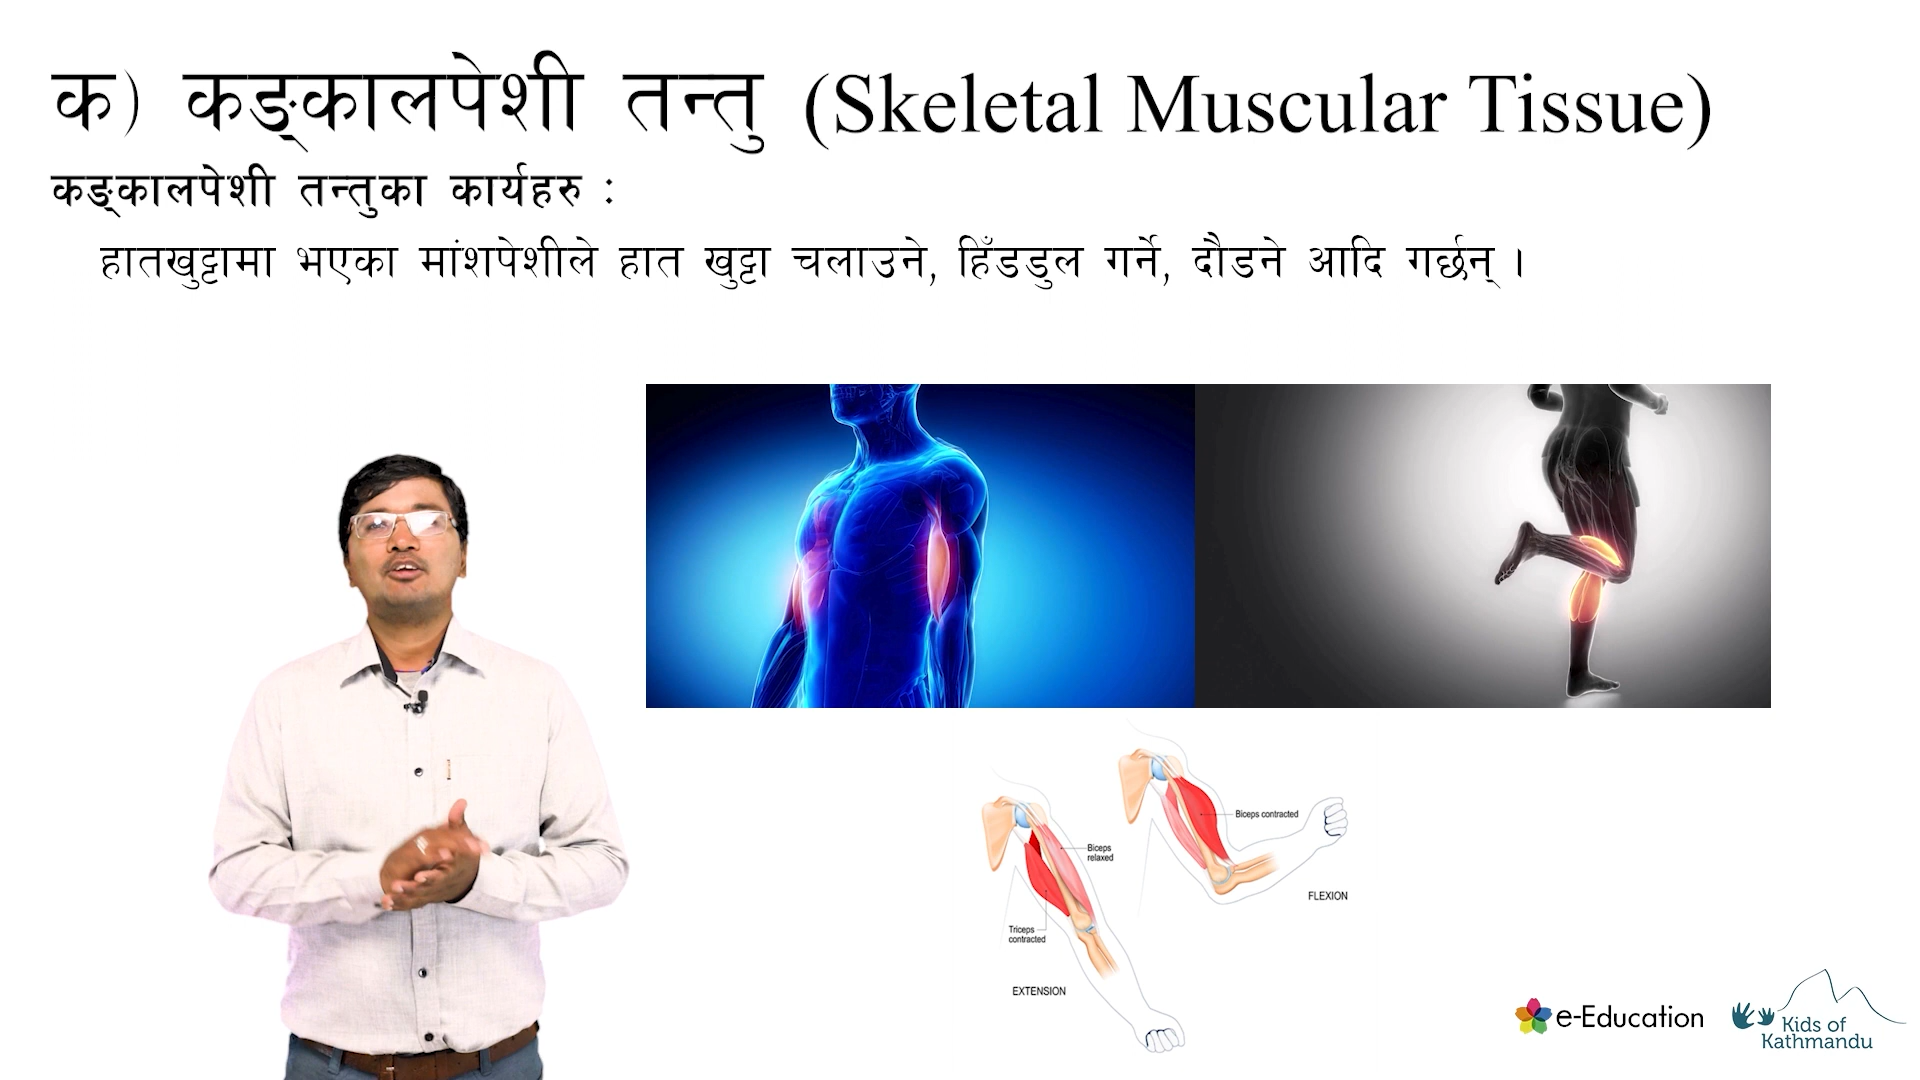 क) कङ्कालपेशी तन्तु (Skeletal Muscular Tissue)
कङ्कालपेशी तन्तुका कार्यहरु :
हातखुट्टामा भएका मांशपेशीले हात खुट्टा चलाउने, हिँडडुल गर्ने, दौडने आदि गर्छन् ।
Biceps contracted
Biceps
relaxed
FLEXION
Triceps
contracted
EXTENSION
e-Education
Kids of
Kathmandu